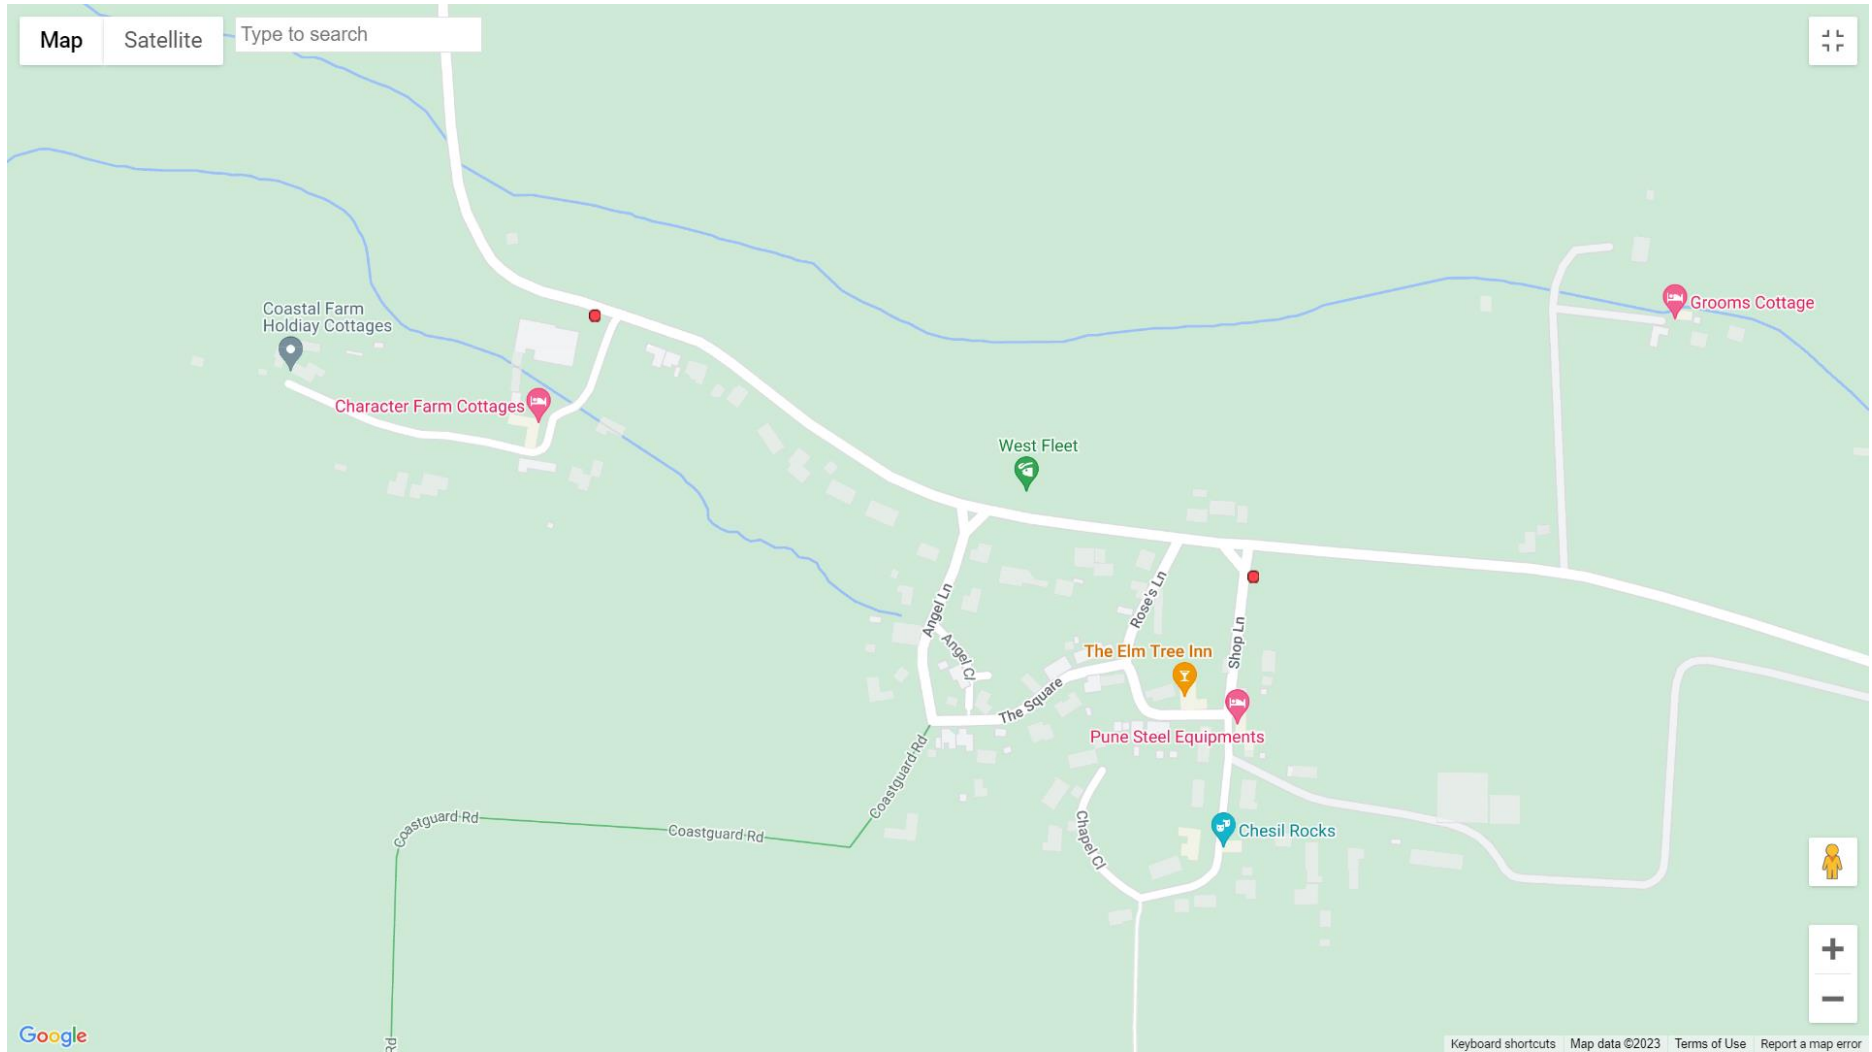 Map
Satellite
Type to search
Coastal Farm
Holdiay Cottages
Grooms Cottage
Character Farm Cottages
West Fleet
Angel Ln
Rose's Ln
Shop Ln
Angel Cl
The Elm Tree Inn
The Square
Pune Steel Equipments
Coastguard Rd
Coastguard Rd
Coastguard Rd
Chapel Cl
Chesil Rocks
Rd
Google
Keyboard shortcuts
Map data ©2023
Terms of Use
Report a map error